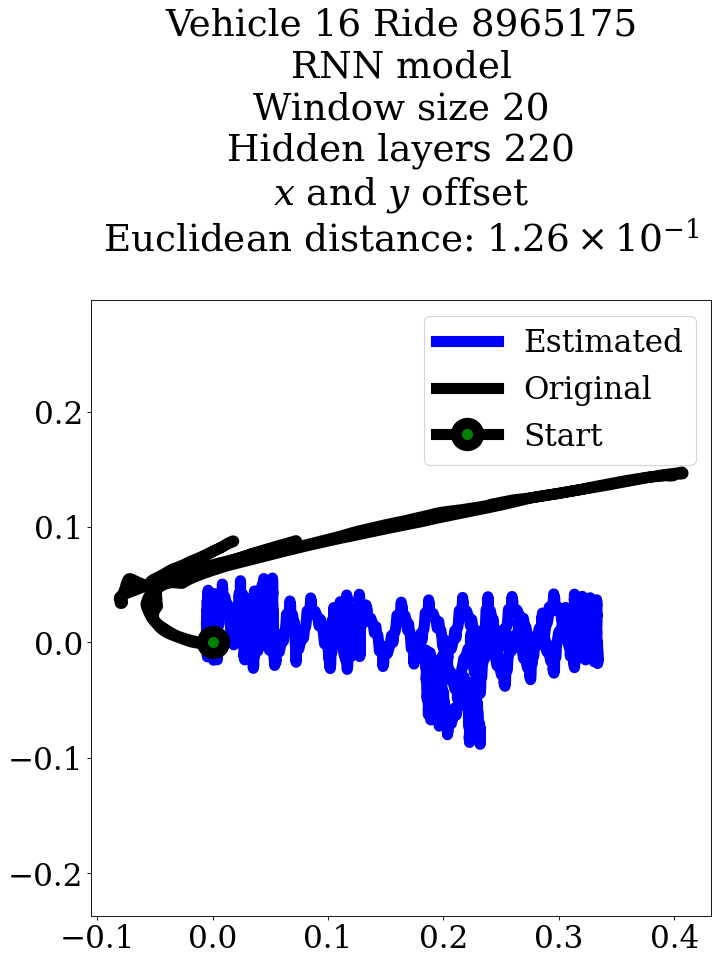 Vehicle 16 Ride 8965175
RNN model
Window size 20
Hidden layers 220
x and y offset
Euclidean distance: 1.26 × 10⁻¹
Estimated
Original
Start
0.2
0.1
0.0
−0.1
−0.2
−0.1 0.0 0.1 0.2 0.3 0.4